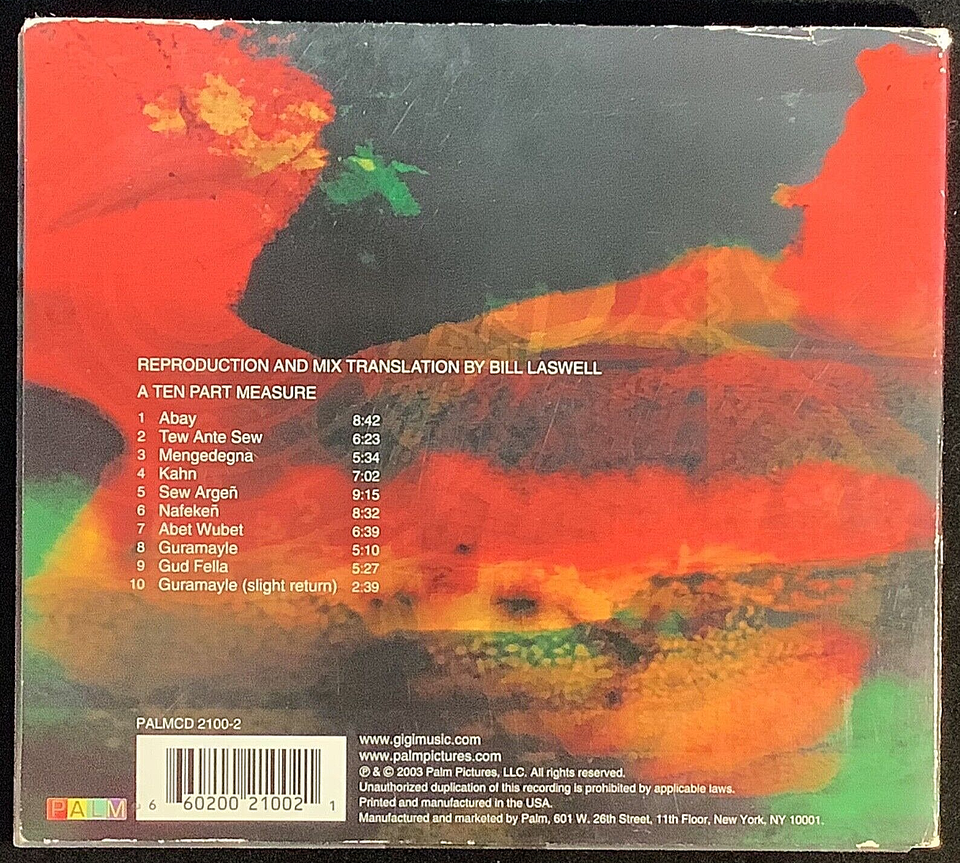 REPRODUCTION AND MIX TRANSLATION BY BILL LASWELL
A TEN PART MEASURE
1 Abay 8:42
2 Tew Ante Sew 6:23
3 Mengedegna 5:34
4 Kahn 7:02
5 Sew Argeñ 9:15
6 Nafekeñ 8:32
7 Abet Wubet 6:39
8 Guramayle 5:10
9 Gud Fella 5:27
10 Guramayle (slight return) 2:39
PALMCD 2100-2
www.gigimusic.com
www.palmpictures.com
℗ & © 2003 Palm Pictures, LLC. All rights reserved.
Unauthorized duplication of this recording is prohibited by applicable laws.
Printed and manufactured in the USA.
Manufactured and marketed by Palm, 601 W. 26th Street, 11th Floor, New York, NY 10001.
PALM
6 60200 21002 1